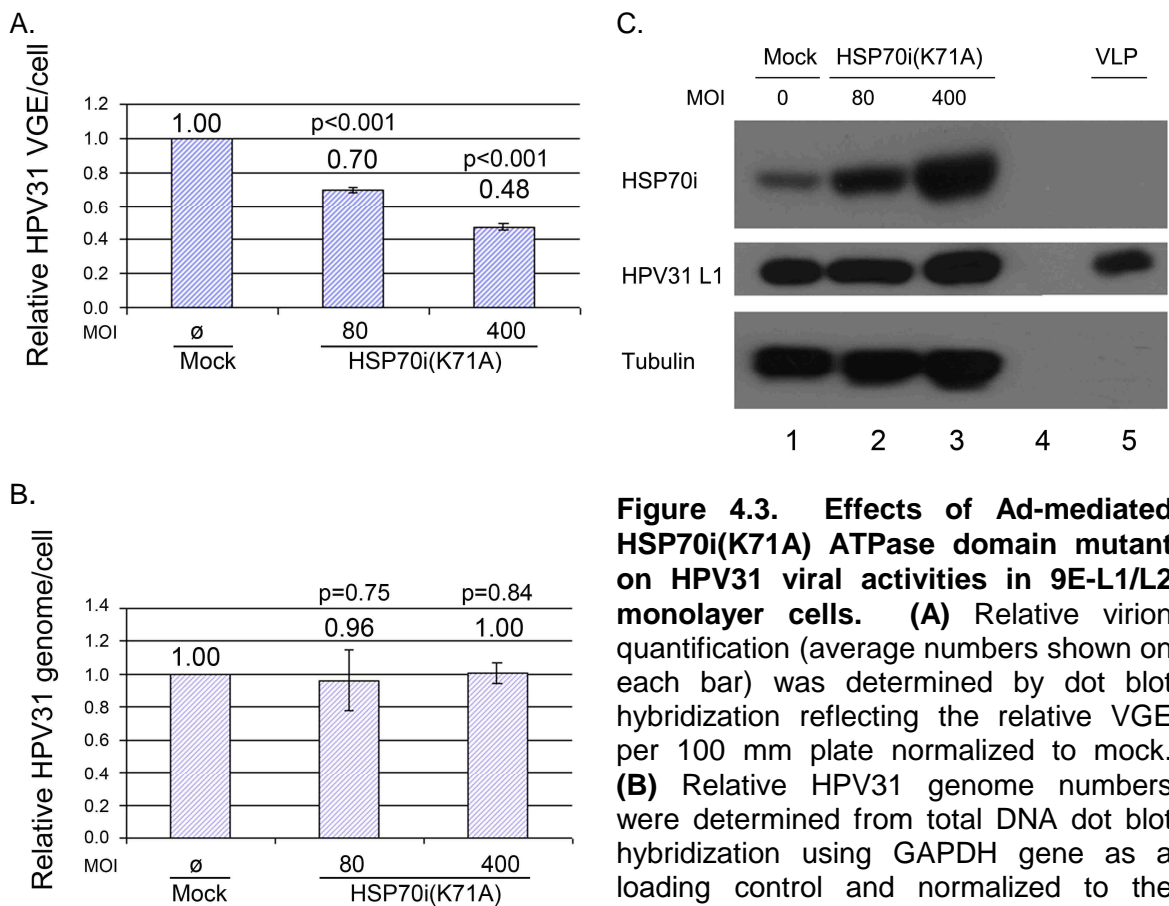 A.
Relative HPV31 VGE/cell
1.2
1.0
0.8
0.6
0.4
0.2
0.0
1.00
p<0.001
0.70
p<0.001
0.48
MOI
ø
80
400
Mock
HSP70i(K71A)
B.
Relative HPV31 genome/cell
1.4
1.2
1.0
0.8
0.6
0.4
0.2
0.0
1.00
p=0.75
0.96
p=0.84
1.00
MOI
ø
80
400
Mock
HSP70i(K71A)
C.
Mock HSP70i(K71A) VLP
MOI 0 80 400
HSP70i
HPV31 L1
Tubulin
1 2 3 4 5
Figure 4.3. Effects of Ad-mediated
HSP70i(K71A) ATPase domain mutant
on HPV31 viral activities in 9E-L1/L2
monolayer cells. (A) Relative virion
quantification (average numbers shown on
each bar) was determined by dot blot
hybridization reflecting the relative VGE
per 100 mm plate normalized to mock.
(B) Relative HPV31 genome numbers
were determined from total DNA dot blot
hybridization using GAPDH gene as a
loading control and normalized to the